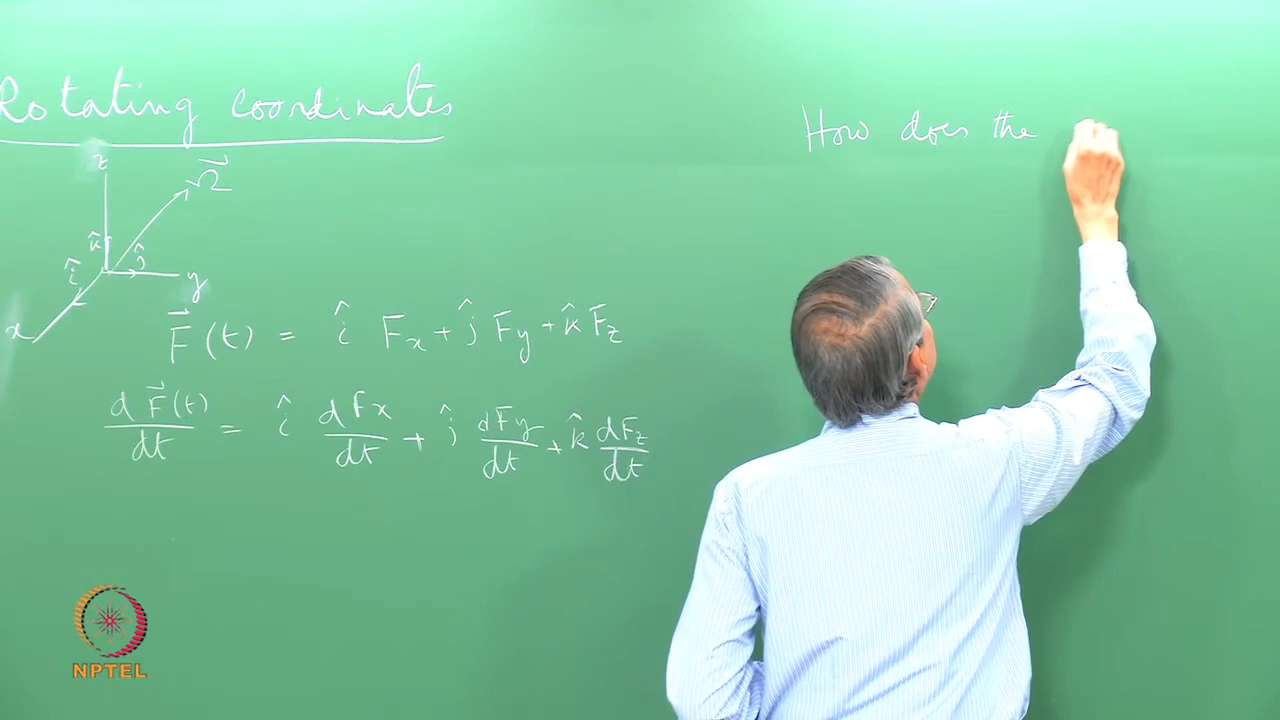 Rotating coordinates
z
Ω⃗
k̂
ĵ
î
y
x
F⃗(t) = î Fx + ĵ Fy + k̂ Fz
dF⃗(t)/dt = î dFx/dt + ĵ dFy/dt + k̂ dFz/dt
How does the
NPTEL